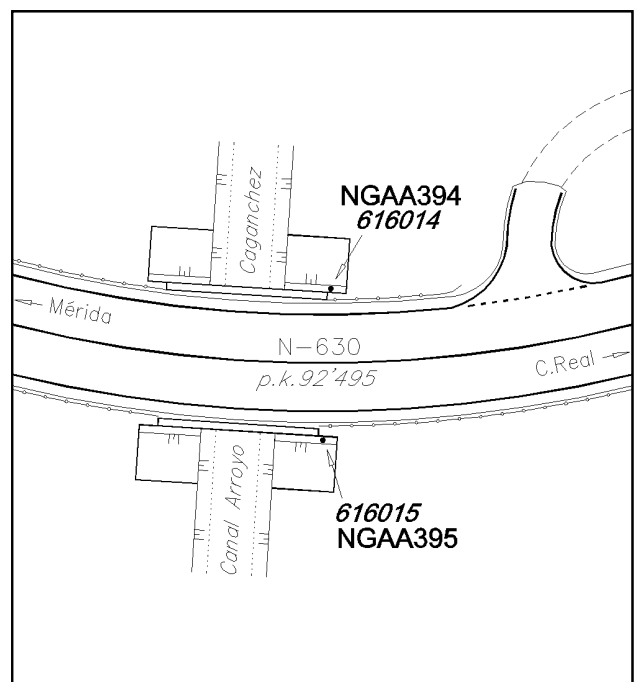 Caganchez
NGAA394
616014
Mérida
N-630
p.k.92'495
C.Real
Canal Arroyo
616015
NGAA395